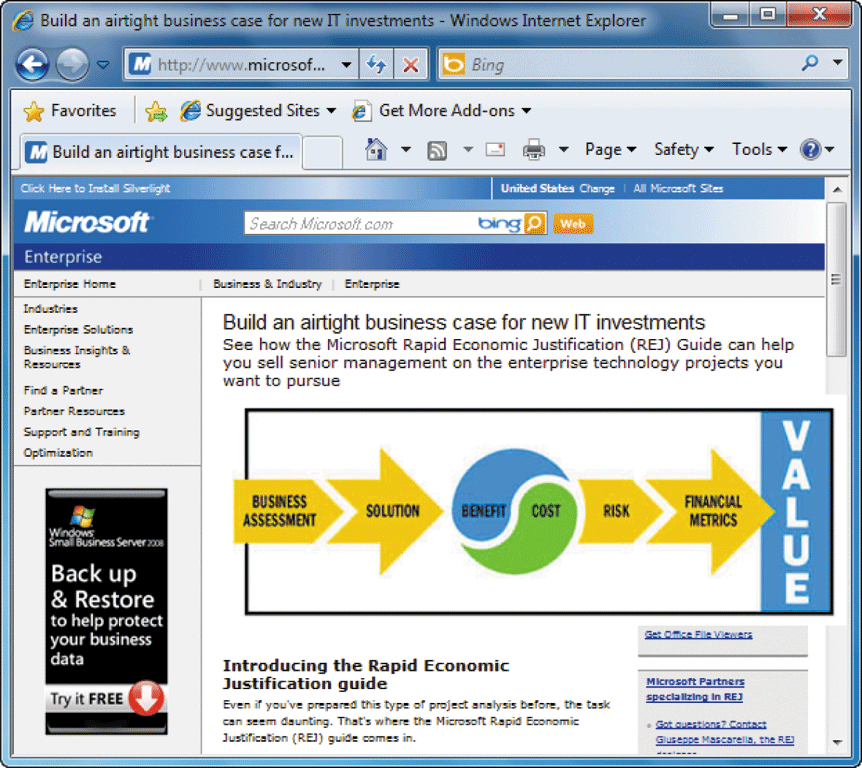 Build an airtight business case for new IT investments - Windows Internet Explorer
http://www.microsof...
Bing
Favorites
Suggested Sites
Get More Add-ons
Build an airtight business case f...
Page
Safety
Tools
Click Here to Install Silverlight
United States Change | All Microsoft Sites
Microsoft
Search Microsoft.com
bing
Web
Enterprise
Enterprise Home
Business & Industry | Enterprise
Industries
Enterprise Solutions
Business Insights &
Resources
Find a Partner
Partner Resources
Support and Training
Optimization
Windows
Small Business Server 2008
Back up
& Restore
to help protect
your business
data
Try it FREE
Build an airtight business case for new IT investments
See how the Microsoft Rapid Economic Justification (REJ) Guide can help
you sell senior management on the enterprise technology projects you
want to pursue
BUSINESS
ASSESSMENT
SOLUTION
BENEFIT
COST
RISK
FINANCIAL
METRICS
VALUE
Introducing the Rapid Economic
Justification guide
Even if you've prepared this type of project analysis before, the task
can seem daunting. That's where the Microsoft Rapid Economic
Justification (REJ) guide comes in.
Get Office File Viewers
Microsoft Partners
specializing in REJ
Got questions? Contact
Giuseppe Mascarella, the REJ